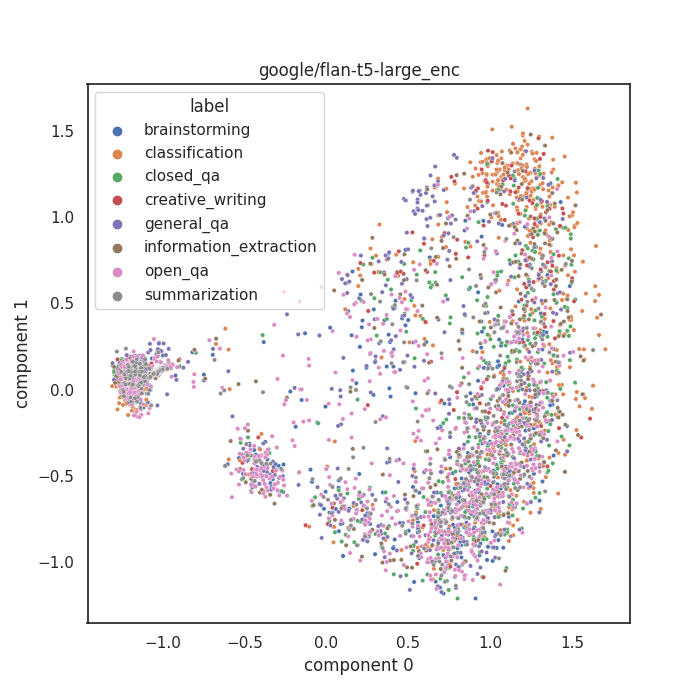 google/flan-t5-large_enc
label
brainstorming
classification
closed_qa
creative_writing
general_qa
information_extraction
open_qa
summarization
1.5
1.0
0.5
0.0
−0.5
−1.0
component 1
−1.0 −0.5 0.0 0.5 1.0 1.5
component 0